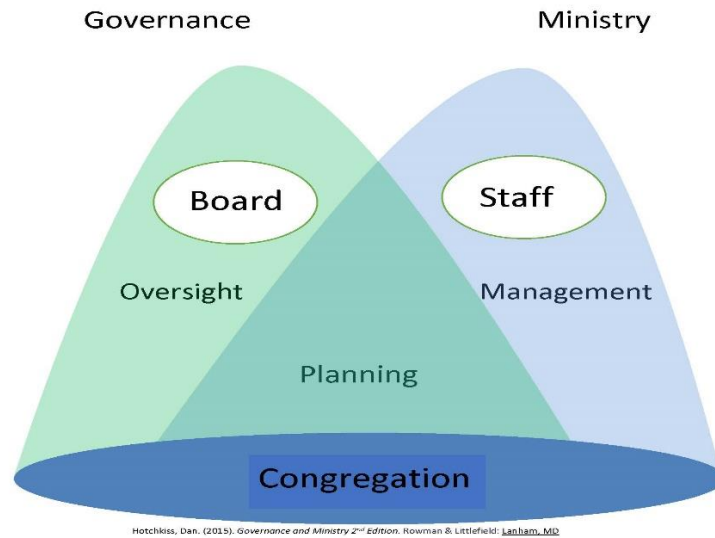 Governance
Ministry
Board
Staff
Oversight
Management
Planning
Congregation
Hotchkiss, Dan. (2015). Governance and Ministry 2nd Edition. Rowman & Littlefield: Lanham, MD